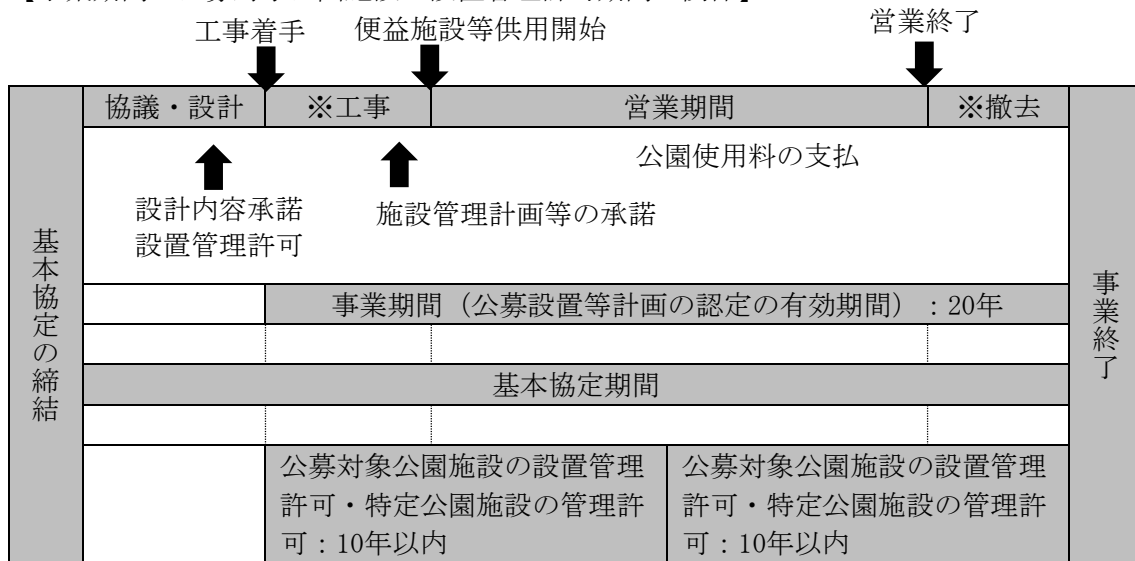 工事着手
便益施設等供用開始
営業終了
協議・設計
※工事
営業期間
※撤去
公園使用料の支払
設計内容承諾
設置管理許可
施設管理計画等の承諾
基本協定の締結
事業終了
事業期間（公募設置等計画の認定の有効期間）：20年
基本協定期間
公募対象公園施設の設置管理
許可・特定公園施設の管理許
可：10年以内
公募対象公園施設の設置管理
許可・特定公園施設の管理許
可：10年以内